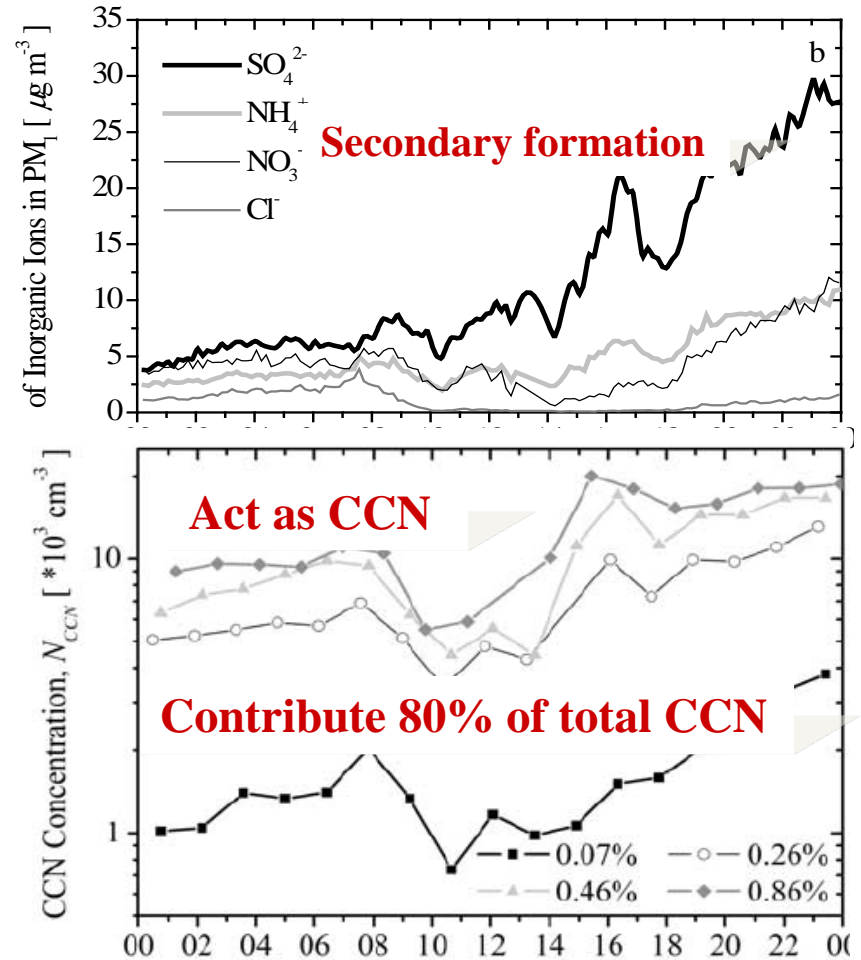 35
30
25
20
15
10
5
0
of Inorganic Ions in PM₁ [ μg m⁻³ ]
b
SO₄²⁻
NH₄⁺
NO₃⁻
Cl⁻
Secondary formation
10
1
CCN Concentration, N_CCN [ *10³ cm⁻³ ]
Act as CCN
Contribute 80% of total CCN
0.07% 0.26%
0.46% 0.86%
00 02 04 06 08 10 12 14 16 18 20 22 00